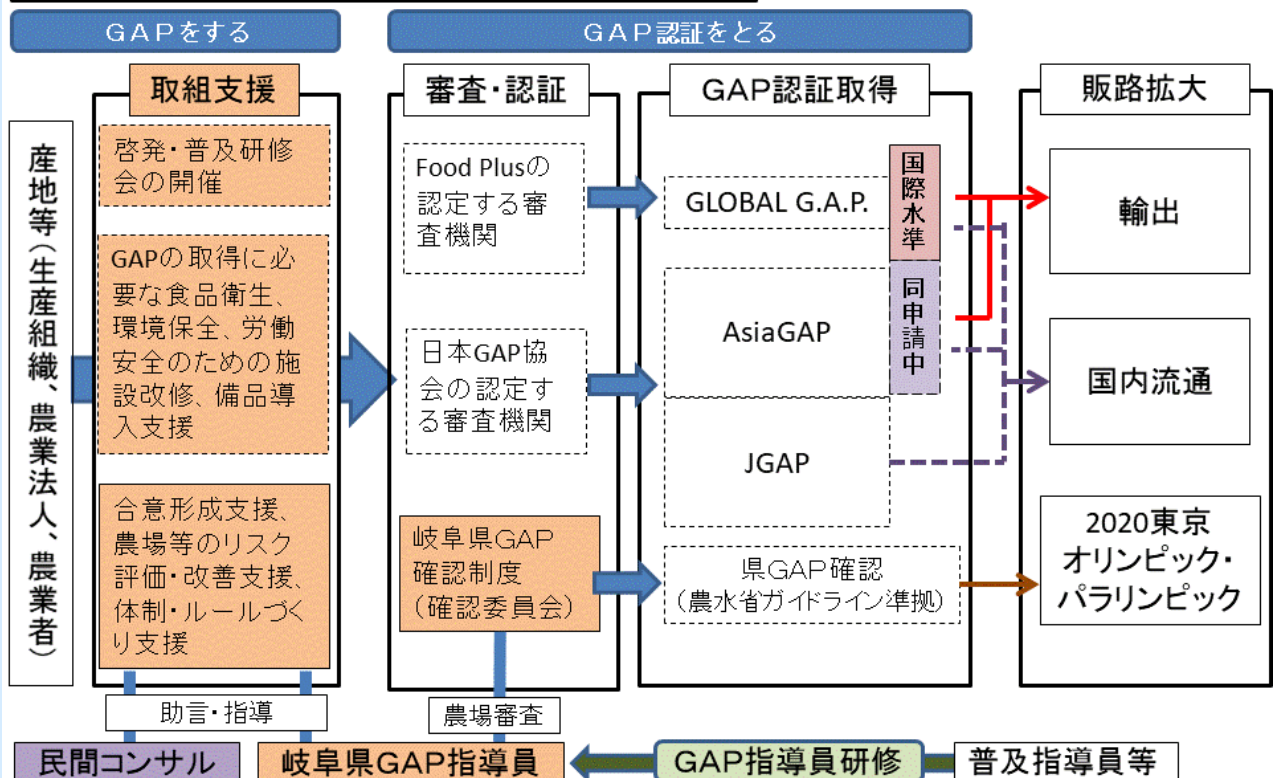 GAPをする
GAP認証をとる
取組支援
審査・認証
GAP認証取得
販路拡大
産地等（生産組織、農業法人、農業者）
啓発・普及研修
会の開催
GAPの取得に必
要な食品衛生、
環境保全、労働
安全のための施
設改修、備品導
入支援
合意形成支援、
農場等のリスク
評価・改善支援、
体制・ルールづく
り支援
Food Plusの
認定する審
査機関
日本GAP協
会の認定す
る審査機関
岐阜県GAP
確認制度
（確認委員会）
GLOBAL G.A.P.
国際水準
AsiaGAP
同申請中
JGAP
県GAP確認
（農水省ガイドライン準拠）
輸出
国内流通
2020東京
オリンピック・
パラリンピック
助言・指導
農場審査
民間コンサル
岐阜県GAP指導員
GAP指導員研修
普及指導員等